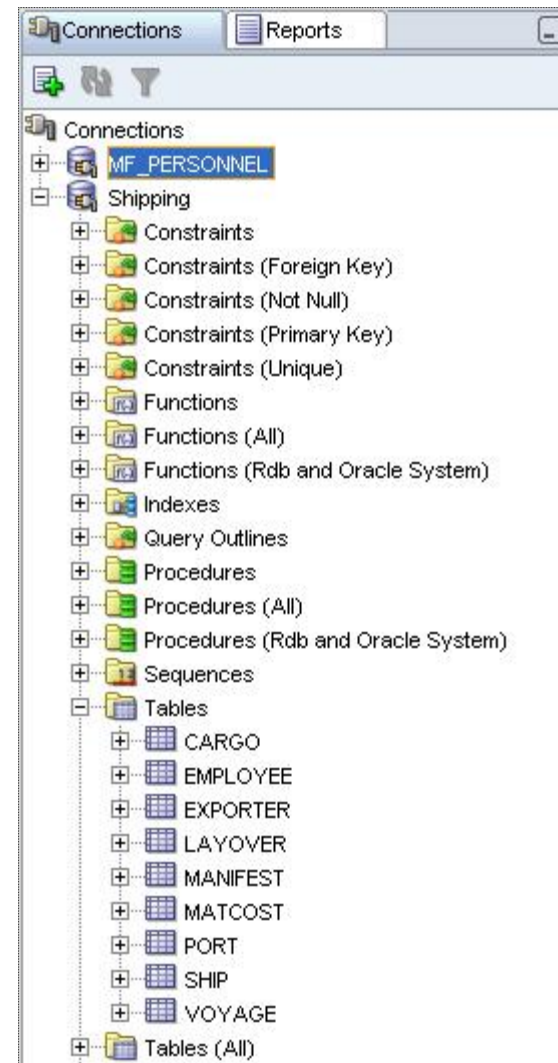 Connections
Reports
Connections
MF_PERSONNEL
Shipping
Constraints
Constraints (Foreign Key)
Constraints (Not Null)
Constraints (Primary Key)
Constraints (Unique)
Functions
Functions (All)
Functions (Rdb and Oracle System)
Indexes
Query Outlines
Procedures
Procedures (All)
Procedures (Rdb and Oracle System)
Sequences
Tables
CARGO
EMPLOYEE
EXPORTER
LAYOVER
MANIFEST
MATCOST
PORT
SHIP
VOYAGE
Tables (All)